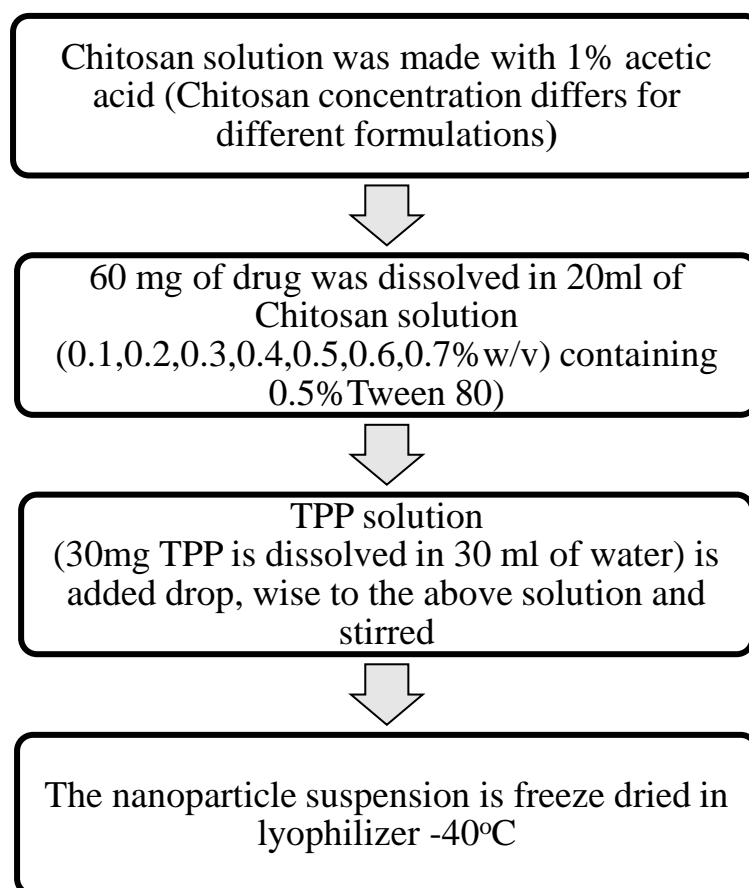 Chitosan solution was made with 1% acetic
acid (Chitosan concentration differs for
different formulations)
60 mg of drug was dissolved in 20ml of
Chitosan solution
(0.1,0.2,0.3,0.4,0.5,0.6,0.7% w/v) containing
0.5% Tween 80)
TPP solution
(30mg TPP is dissolved in 30 ml of water) is
added drop, wise to the above solution and
stirred
The nanoparticle suspension is freeze dried in
lyophilizer -40°C